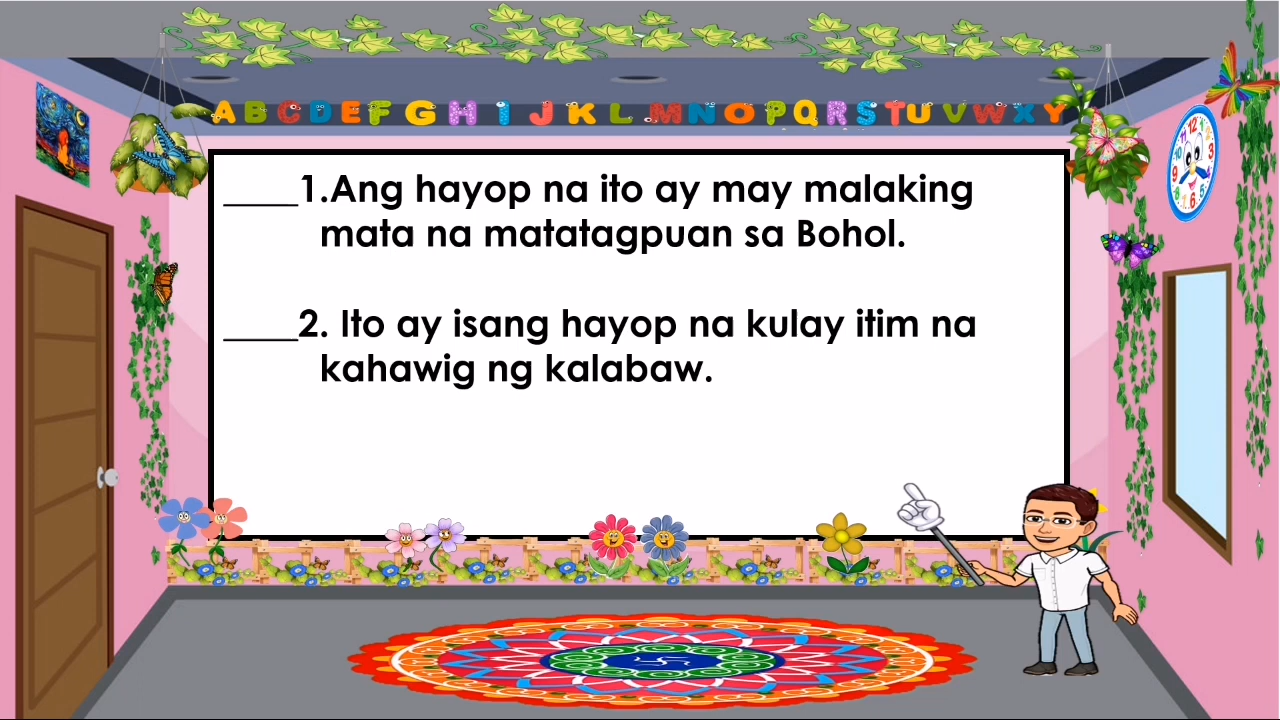 A B C D E F G H I J K L M N O P Q R S T U V W X Y
____1.Ang hayop na ito ay may malaking
mata na matatagpuan sa Bohol.
____2. Ito ay isang hayop na kulay itim na
kahawig ng kalabaw.